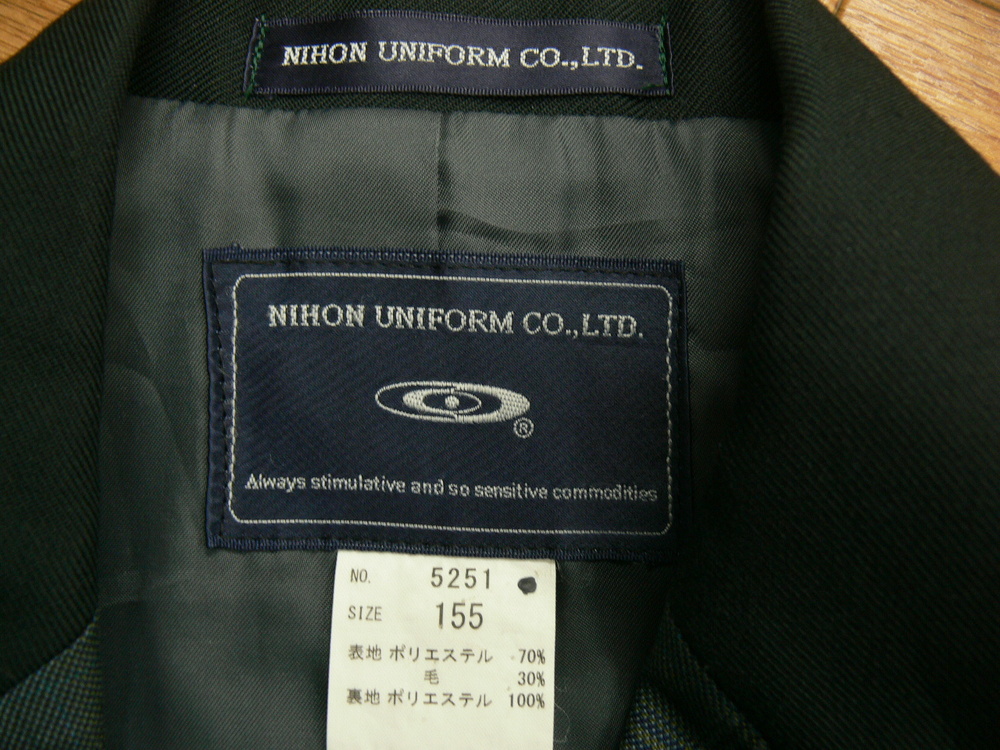 NIHON UNIFORM CO.,LTD.
NIHON UNIFORM CO.,LTD.
®
Always stimulative and so sensitive commodities
NO. 5251
SIZE 155
表地 ポリエステル 70%
毛 30%
裏地 ポリエステル 100%